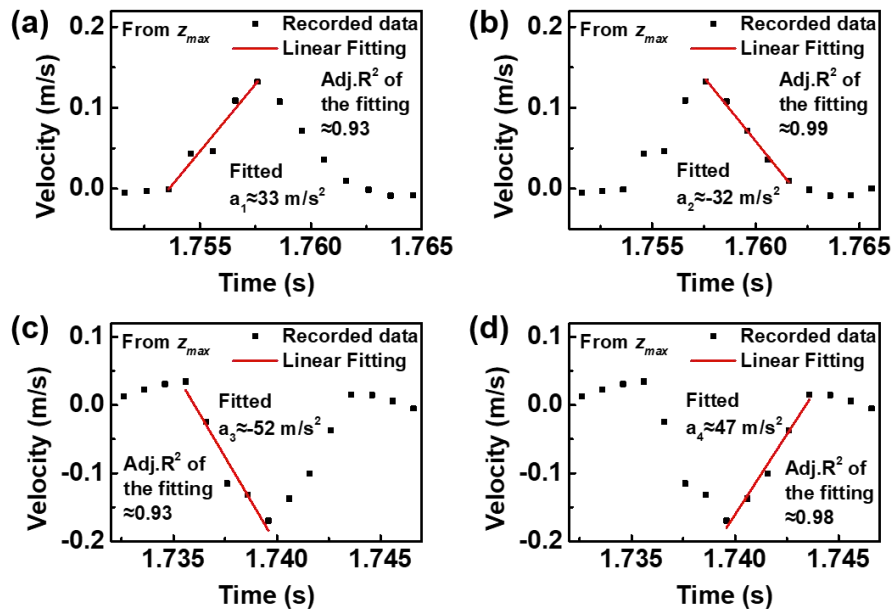 (a)
From z_max
Recorded data
Linear Fitting
Adj.R² of
the fitting
≈0.93
Fitted
a₁≈33 m/s²
0.2
0.1
0.0
Velocity (m/s)
1.755 1.760 1.765
Time (s)
(b)
From z_max
Recorded data
Linear Fitting
Adj.R² of
the fitting
≈0.99
Fitted
a₂≈-32 m/s²
0.2
0.1
0.0
Velocity (m/s)
1.755 1.760 1.765
Time (s)
(c)
From z_max
Recorded data
Linear Fitting
Fitted
a₃≈-52 m/s²
Adj.R² of
the fitting
≈0.93
0.1
0.0
-0.1
-0.2
Velocity (m/s)
1.735 1.740 1.745
Time (s)
(d)
From z_max
Recorded data
Linear Fitting
Fitted
a₄≈47 m/s²
Adj.R² of
the fitting
≈0.98
0.1
0.0
-0.1
-0.2
Velocity (m/s)
1.735 1.740 1.745
Time (s)